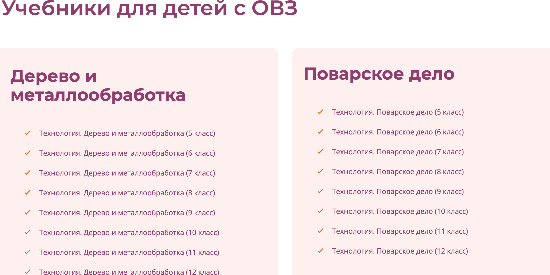 Учебники для детей с ОВЗ
Дерево и
металлообработка
Технология. Дерево и металлообработка (5 класс)
Технология. Дерево и металлообработка (6 класс)
Технология. Дерево и металлообработка (7 класс)
Технология. Дерево и металлообработка (8 класс)
Технология. Дерево и металлообработка (9 класс)
Технология. Дерево и металлообработка (10 класс)
Технология. Дерево и металлообработка (11 класс)
Технология. Дерево и металлообработка (12 класс)
Поварское дело
Технология. Поварское дело (5 класс)
Технология. Поварское дело (6 класс)
Технология. Поварское дело (7 класс)
Технология. Поварское дело (8 класс)
Технология. Поварское дело (9 класс)
Технология. Поварское дело (10 класс)
Технология. Поварское дело (11 класс)
Технология. Поварское дело (12 класс)